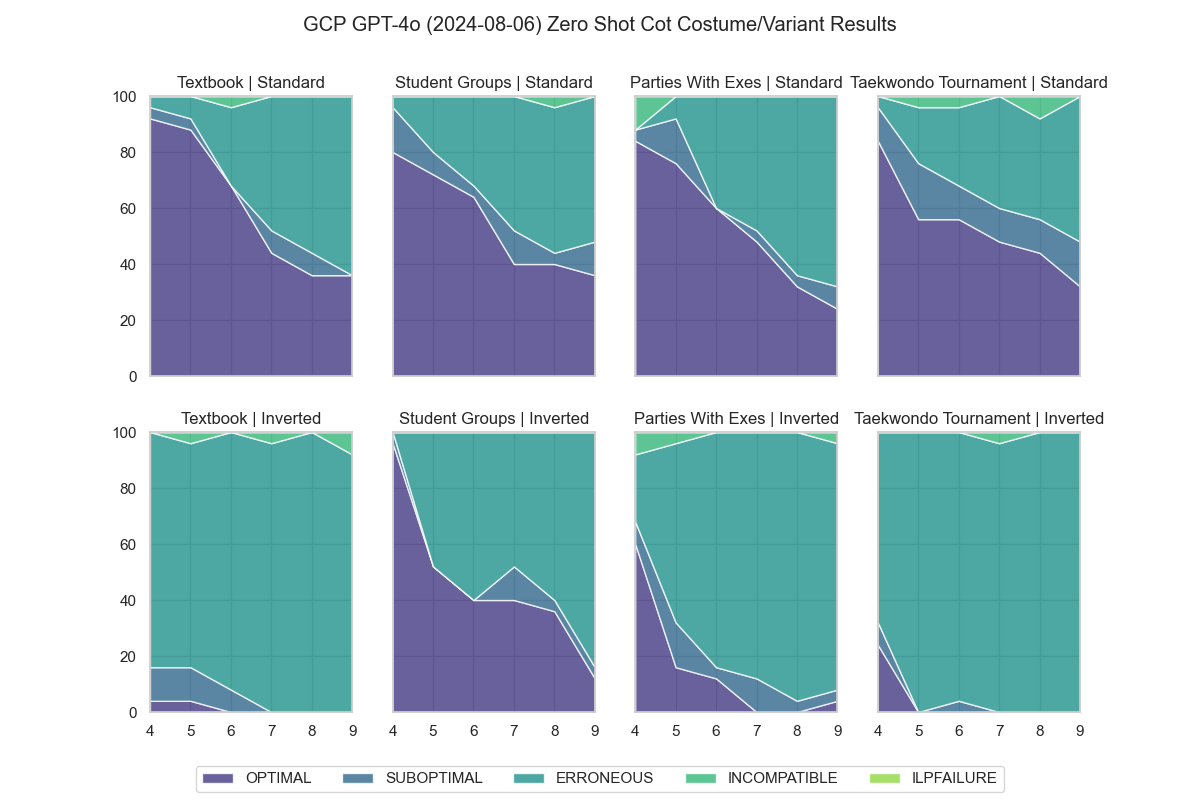 GCP GPT-4o (2024-08-06) Zero Shot Cot Costume/Variant Results
Textbook | Standard
Student Groups | Standard
Parties With Exes | Standard
Taekwondo Tournament | Standard
100
80
60
40
20
0
Textbook | Inverted
Student Groups | Inverted
Parties With Exes | Inverted
Taekwondo Tournament | Inverted
100
80
60
40
20
0
4 5 6 7 8 9
4 5 6 7 8 9
4 5 6 7 8 9
4 5 6 7 8 9
OPTIMAL SUBOPTIMAL ERRONEOUS INCOMPATIBLE ILPFAILURE